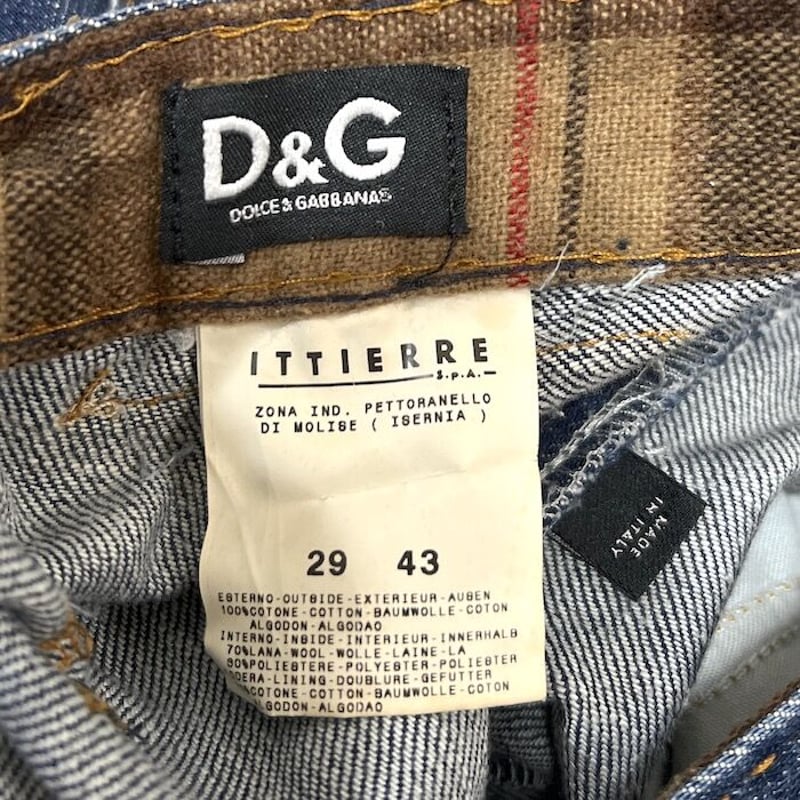 D&G
DOLCE & GABBANA
ITTIERRE
S.p.A.
ZONA IND. PETTORANELLO
DI MOLISE ( ISERNIA )
29 43
ESTERNO-OUTSIDE-EXTERIEUR-AUSEN
100%COTONE-COTTON-BAUMWOLLE-COTON
ALGODON-ALGODAO
INTERNO-INSIDE-INTERIEUR-INNERHALB
70%LANA-WOOL-WOLLE-LAINE-LA
30%POLIESTERE-POLYESTER-POLIESTER
ODERA-LINING-DOUBLURE-GEFUTTER
%COTONE-COTTON-BAUMWOLLE-COTON
ALGODON-ALGODAO
MADE
IN ITALY